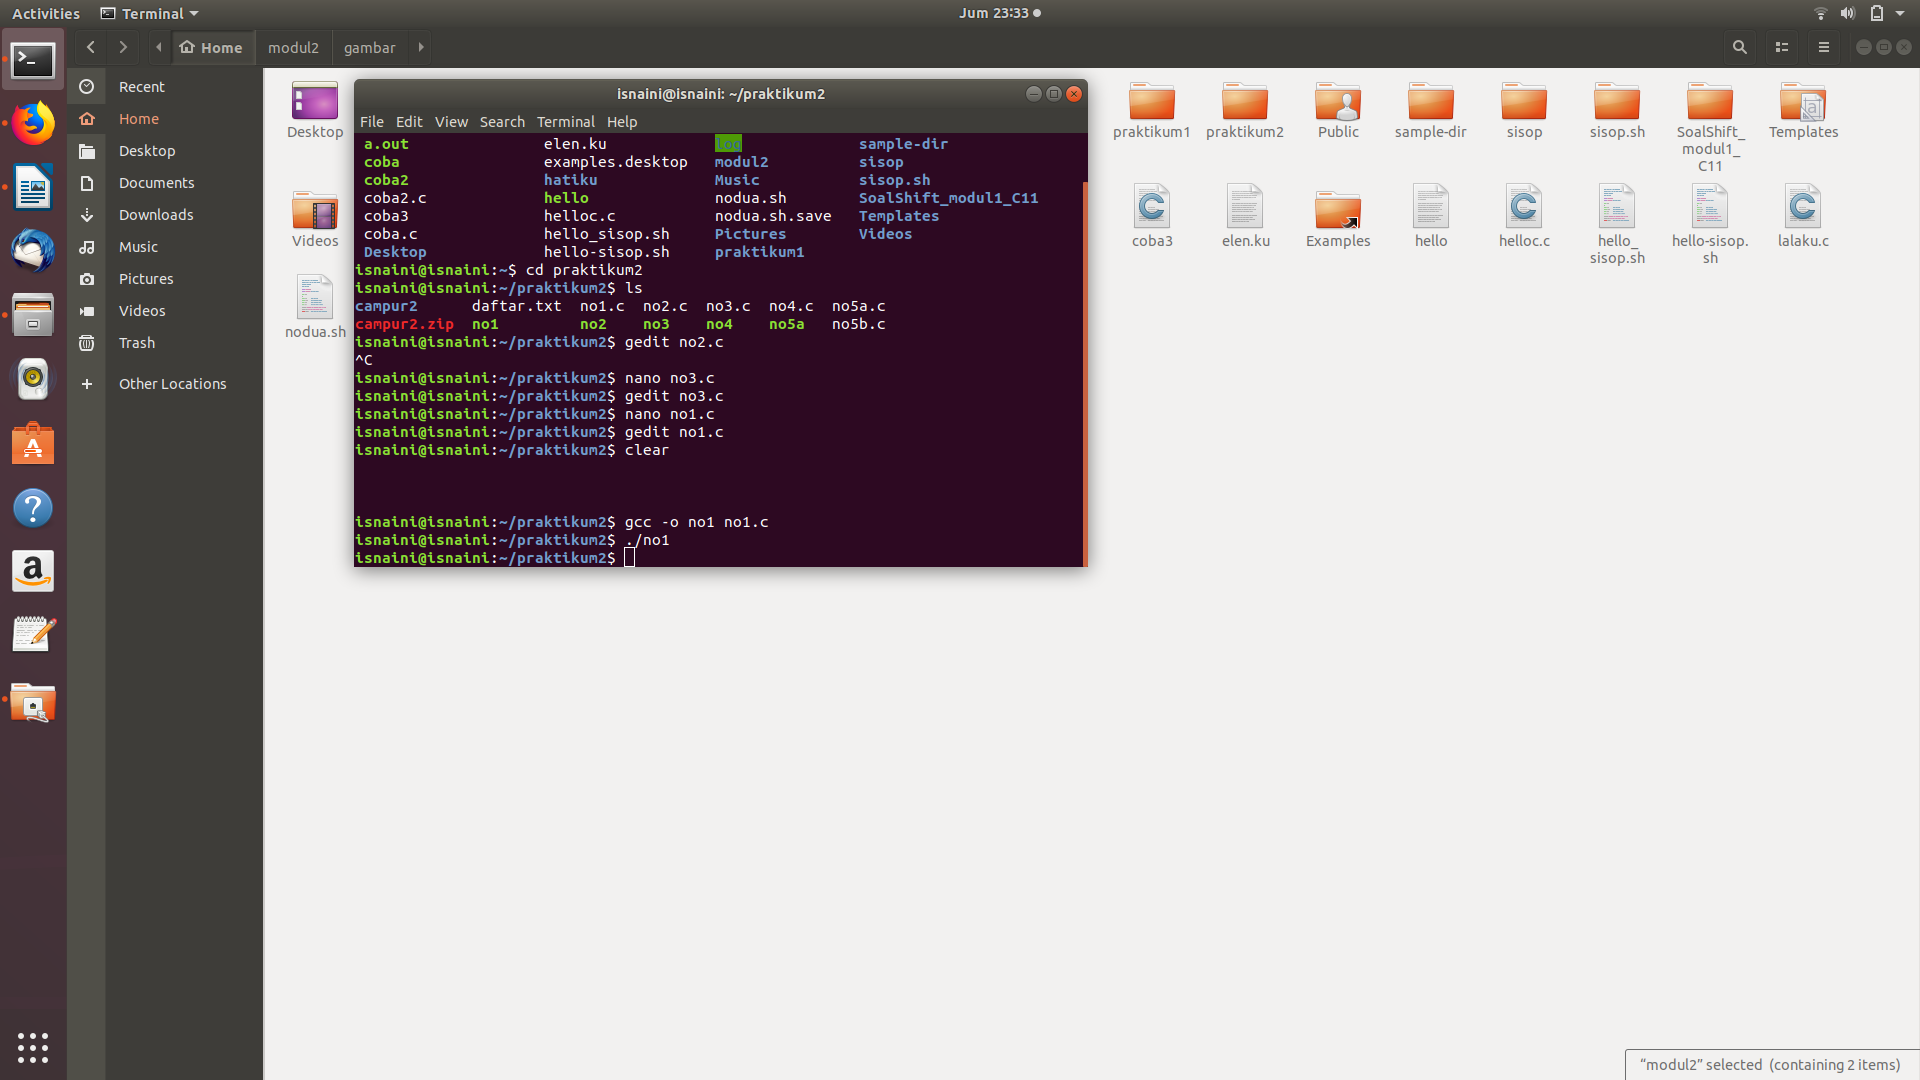 Activities Terminal Jum 23:33
Home modul2 gambar
Recent
Home
Desktop
Documents
Downloads
Music
Pictures
Videos
Trash
+ Other Locations
Desktop
Videos
nodua.sh
isnaini@isnaini: ~/praktikum2
File Edit View Search Terminal Help
a.out elen.ku log sample-dir
coba examples.desktop modul2 sisop
coba2 hatiku Music sisop.sh
coba2.c hello nodua.sh SoalShift_modul1_C11
coba3 helloc.c nodua.sh.save Templates
coba.c hello_sisop.sh Pictures Videos
Desktop hello-sisop.sh praktikum1
isnaini@isnaini:~$ cd praktikum2
isnaini@isnaini:~/praktikum2$ ls
campur2 daftar.txt no1.c no2.c no3.c no4.c no5a.c
campur2.zip no1 no2 no3 no4 no5a no5b.c
isnaini@isnaini:~/praktikum2$ gedit no2.c
^C
isnaini@isnaini:~/praktikum2$ nano no3.c
isnaini@isnaini:~/praktikum2$ gedit no3.c
isnaini@isnaini:~/praktikum2$ nano no1.c
isnaini@isnaini:~/praktikum2$ gedit no1.c
isnaini@isnaini:~/praktikum2$ clear
isnaini@isnaini:~/praktikum2$ gcc -o no1 no1.c
isnaini@isnaini:~/praktikum2$ ./no1
isnaini@isnaini:~/praktikum2$
praktikum1 praktikum2 Public sample-dir sisop sisop.sh SoalShift_ Templates
modul1_
C11
coba3 elen.ku Examples hello helloc.c hello_ hello-sisop. lalaku.c
sisop.sh sh
“modul2” selected (containing 2 items)